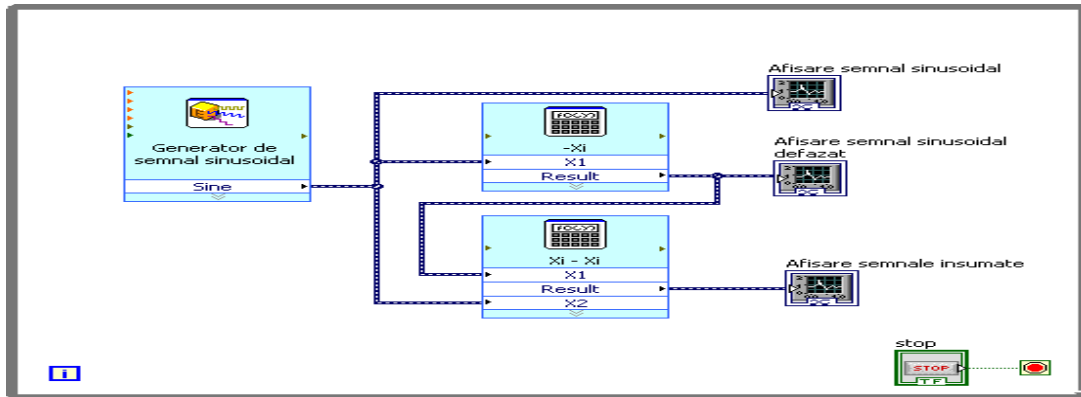 Afisare semnal sinusoidal
Generator de
semnal sinusoidal
Sine
-Xi
X1
Result
Afisare semnal sinusoidal
defazat
Xi - Xi
X1
Result
X2
Afisare semnale insumate
stop
STOP
TF
i